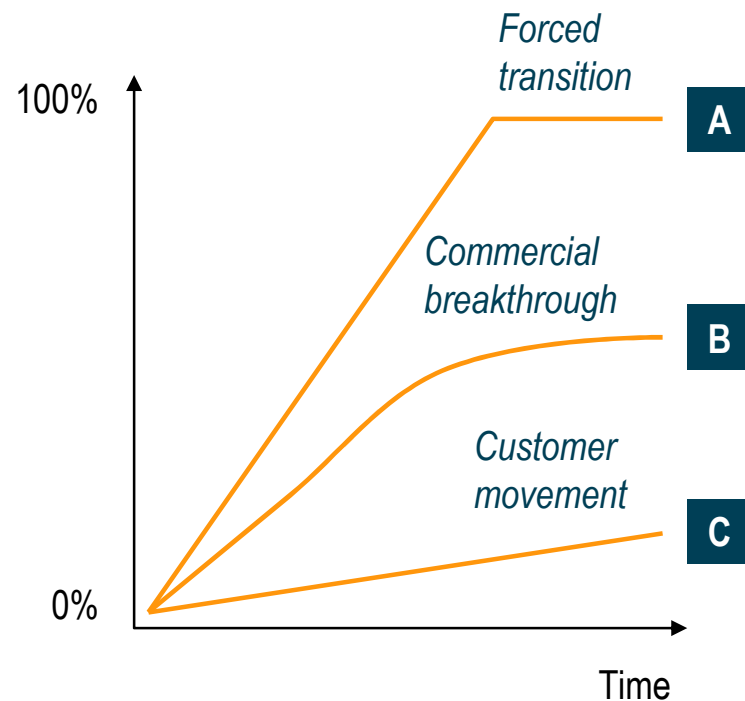 Forced
transition
100%
A
Commercial
breakthrough
B
Customer
movement
C
0%
Time